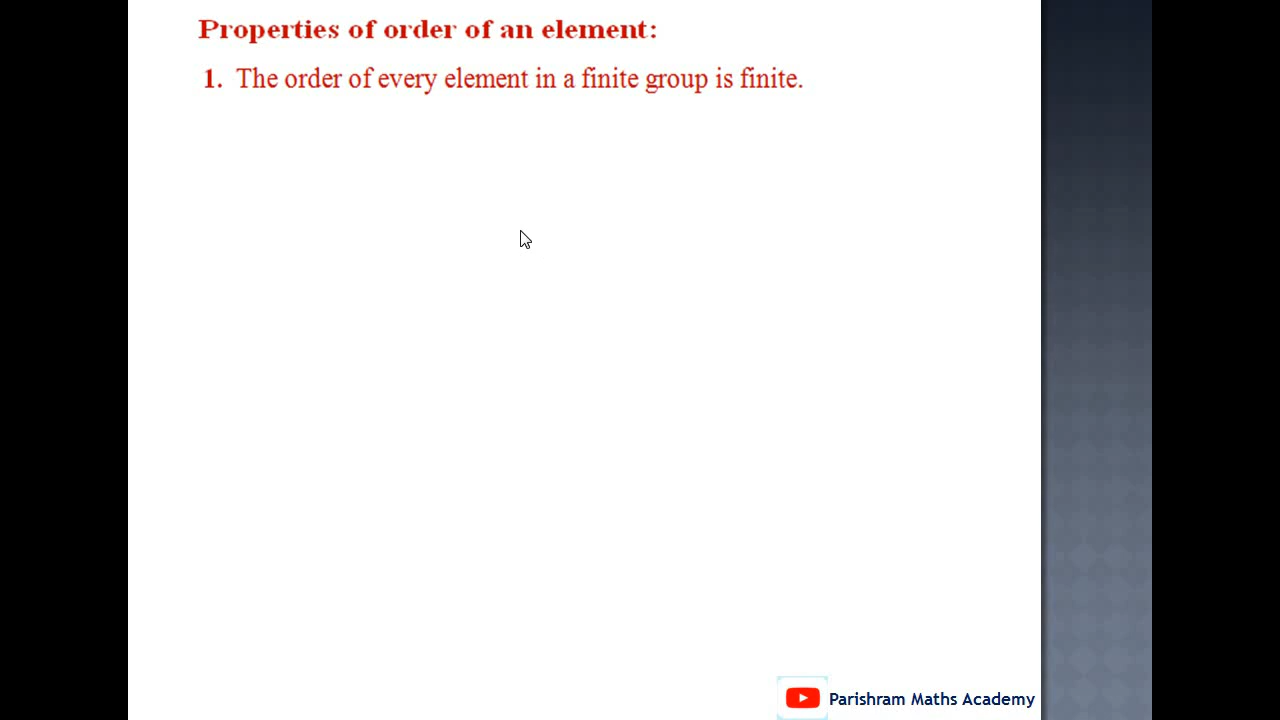 Properties of order of an element:
1. The order of every element in a finite group is finite.
Parishram Maths Academy